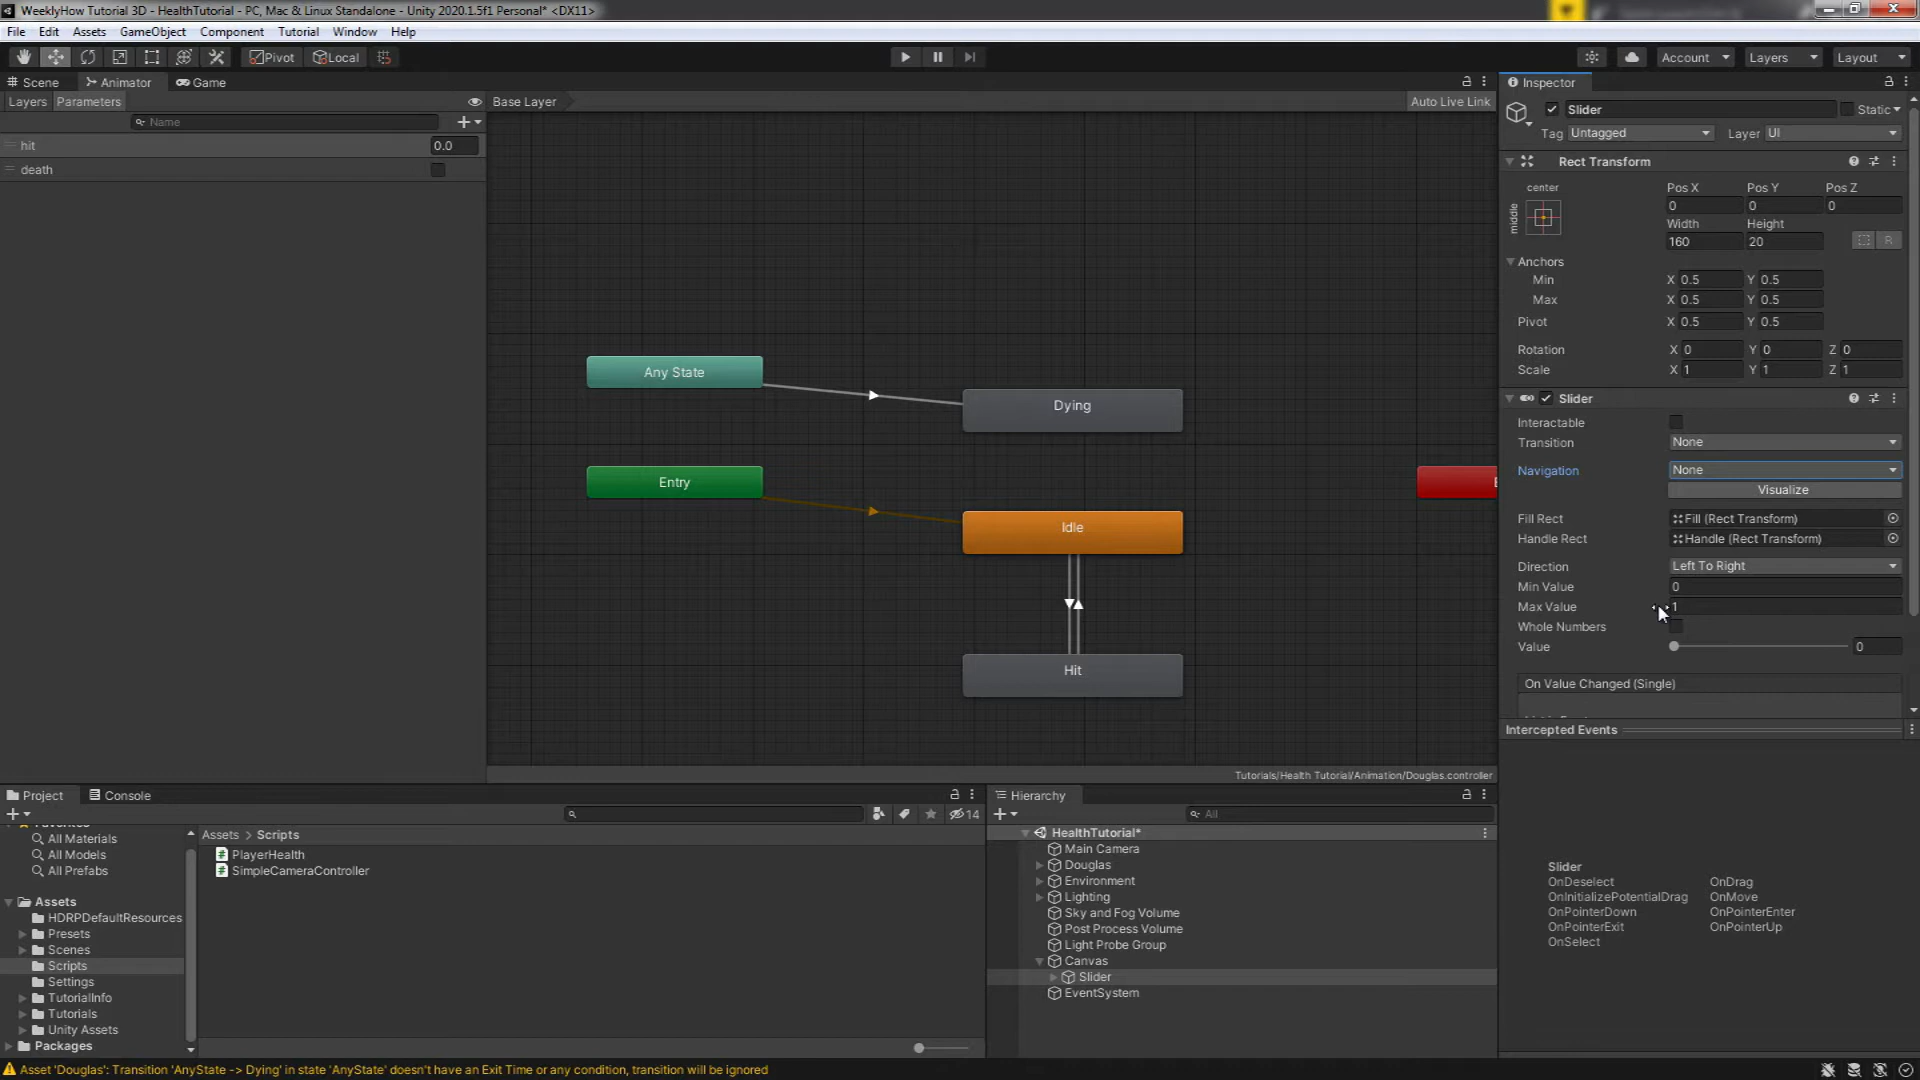 WeeklyHow Tutorial 3D - HealthTutorial - PC, Mac & Linux Standalone - Unity 2020.1.5f1 Personal* <DX11>
File Edit Assets GameObject Component Tutorial Window Help
Pivot Local Account Layers Layout
Scene Animator Game
Layers Parameters
Name
hit 0.0
death
Base Layer Auto Live Link
Any State
Dying
Entry
Idle
Hit
Tutorials/Health Tutorial/Animation/Douglas.controller
Inspector
Slider Static
Tag Untagged Layer UI
Rect Transform
center
middle
Pos X Pos Y Pos Z
0 0 0
Width Height
160 20
R
Anchors
Min X 0.5 Y 0.5
Max X 0.5 Y 0.5
Pivot X 0.5 Y 0.5
Rotation X 0 Y 0 Z 0
Scale X 1 Y 1 Z 1
Slider
Interactable
Transition None
Navigation None
Visualize
Fill Rect Fill (Rect Transform)
Handle Rect Handle (Rect Transform)
Direction Left To Right
Min Value 0
Max Value 1
Whole Numbers
Value 0
On Value Changed (Single)
Intercepted Events
Slider
OnDeselect OnDrag
OnInitializePotentialDrag OnMove
OnPointerDown OnPointerEnter
OnPointerExit OnPointerUp
OnSelect
Project Console
14
All Materials
All Models
All Prefabs
Assets
HDRPDefaultResources
Presets
Scenes
Scripts
Settings
TutorialInfo
Tutorials
Unity Assets
Packages
Assets > Scripts
PlayerHealth
SimpleCameraController
Hierarchy
All
HealthTutorial*
Main Camera
Douglas
Environment
Lighting
Sky and Fog Volume
Post Process Volume
Light Probe Group
Canvas
Slider
EventSystem
Asset 'Douglas': Transition 'AnyState -> Dying' in state 'AnyState' doesn't have an Exit Time or any condition, transition will be ignored